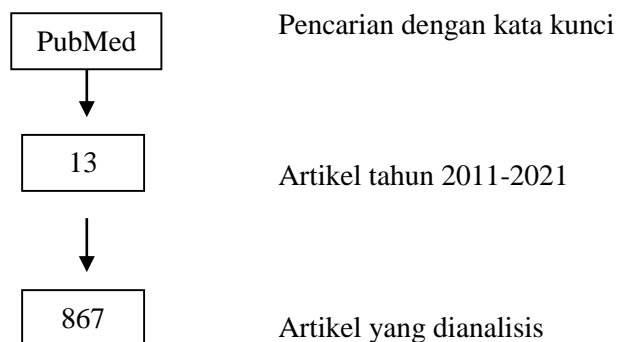 PubMed
Pencarian dengan kata kunci
13
Artikel tahun 2011-2021
867
Artikel yang dianalisis